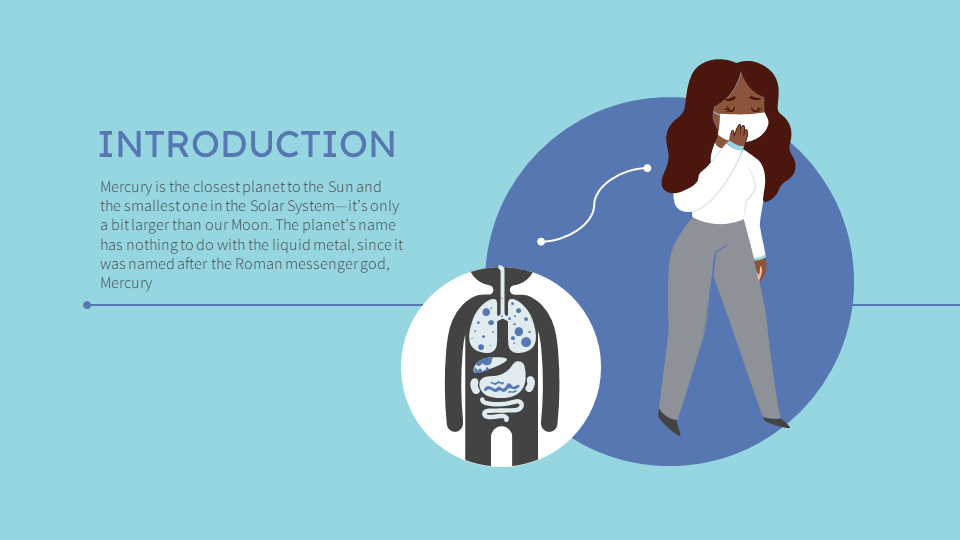 INTRODUCTION
Mercury is the closest planet to the Sun and
the smallest one in the Solar System—it's only
a bit larger than our Moon. The planet's name
has nothing to do with the liquid metal, since it
was named after the Roman messenger god,
Mercury